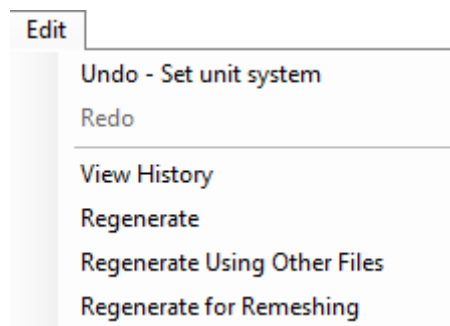 Edit
Undo - Set unit system
Redo
View History
Regenerate
Regenerate Using Other Files
Regenerate for Remeshing